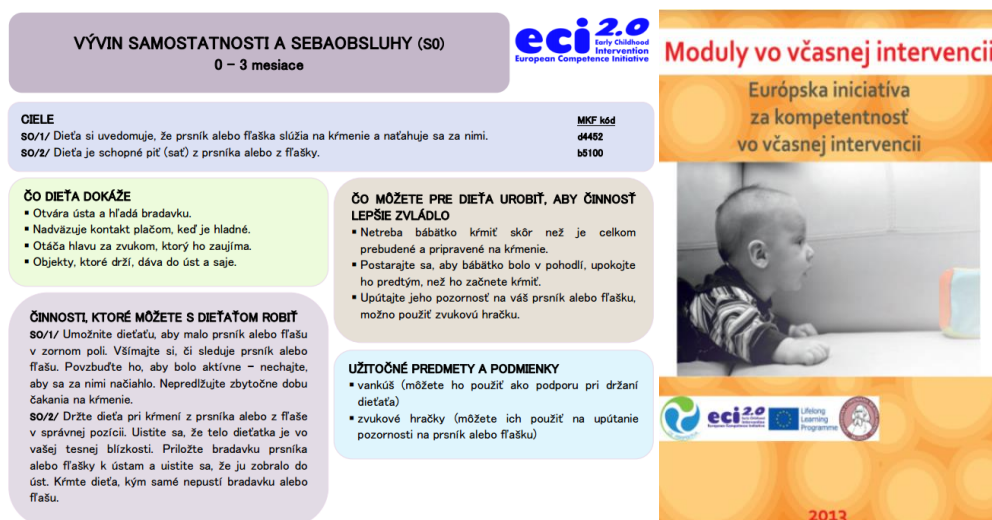 VÝVIN SAMOSTATNOSTI A SEBAOBSLUHY (S0)
0 – 3 mesiace
eci 2.0
Early Childhood
Intervention
European Competence Initiative
CIELE
MKF kód
SO/1/ Dieťa si uvedomuje, že prsník alebo fľaška slúžia na kŕmenie a naťahuje sa za nimi.
d4452
SO/2/ Dieťa je schopné piť (sať) z prsníka alebo z fľašky.
b5100
ČO DIEŤA DOKÁŽE
▪ Otvára ústa a hľadá bradavku.
▪ Nadväzuje kontakt plačom, keď je hladné.
▪ Otáča hlavu za zvukom, ktorý ho zaujíma.
▪ Objekty, ktoré drží, dáva do úst a saje.
ČINNOSTI, KTORÉ MÔŽETE S DIEŤAŤOM ROBIŤ
SO/1/ Umožnite dieťaťu, aby malo prsník alebo fľašu
v zornom poli. Všímajte si, či sleduje prsník alebo
fľašu. Povzbuďte ho, aby bolo aktívne – nechajte,
aby sa za nimi načiahlo. Nepredlžujte zbytočne dobu
čakania na kŕmenie.
SO/2/ Držte dieťa pri kŕmení z prsníka alebo z fľaše
v správnej pozícii. Uistite sa, že telo dieťatka je vo
vašej tesnej blízkosti. Priložte bradavku prsníka
alebo fľašky k ústam a uistite sa, že ju zobralo do
úst. Kŕmte dieťa, kým samé nepustí bradavku alebo
fľašu.
ČO MÔŽETE PRE DIEŤA UROBIŤ, ABY ČINNOSŤ
LEPŠIE ZVLÁDLO
▪ Netreba bábätko kŕmiť skôr než je celkom
prebudené a pripravené na kŕmenie.
▪ Postarajte sa, aby bábätko bolo v pohodlí, upokojte
ho predtým, než ho začnete kŕmiť.
▪ Upútajte jeho pozornosť na váš prsník alebo fľašku,
možno použiť zvukovú hračku.
UŽITOČNÉ PREDMETY A PODMIENKY
▪ vankúš (môžete ho použiť ako podporu pri držaní
dieťaťa)
▪ zvukové hračky (môžete ich použiť na upútanie
pozornosti na prsník alebo fľašku)
Moduly vo včasnej intervencii
Európska iniciatíva
za kompetentnosť
vo včasnej intervencii
eci 2.0
Lifelong
Learning
Programme
2013